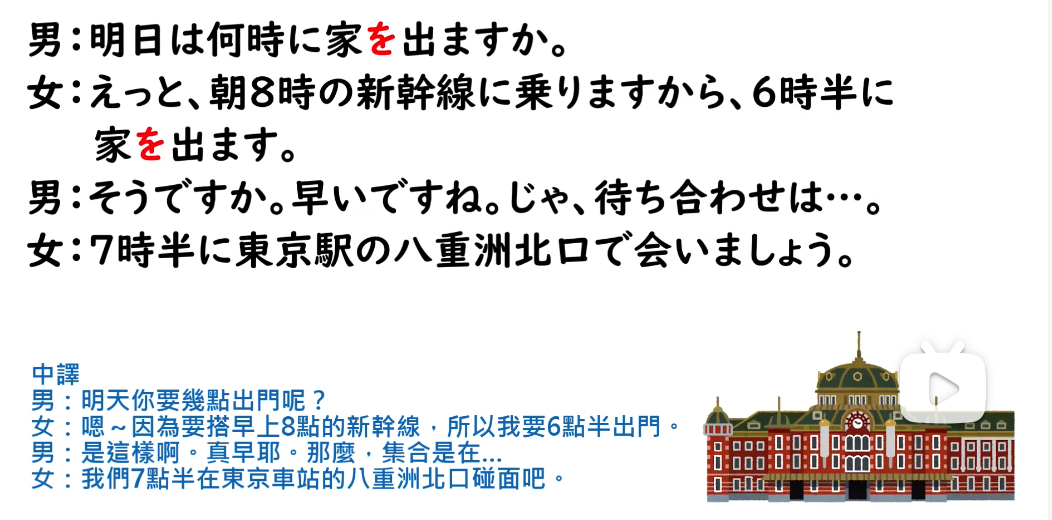 男：明日は何時に家を出ますか。
女：えっと、朝8時の新幹線に乗りますから、6時半に
家を出ます。
男：そうですか。早いですね。じゃ、待ち合わせは…。
女：7時半に東京駅の八重洲北口で会いましょう。
中譯
男：明天你要幾點出門呢？
女：嗯～因為要搭早上8點的新幹線，所以我要6點半出門。
男：是這樣啊。真早耶。那麼，集合是在...
女：我們7點半在東京車站的八重洲北口碰面吧。